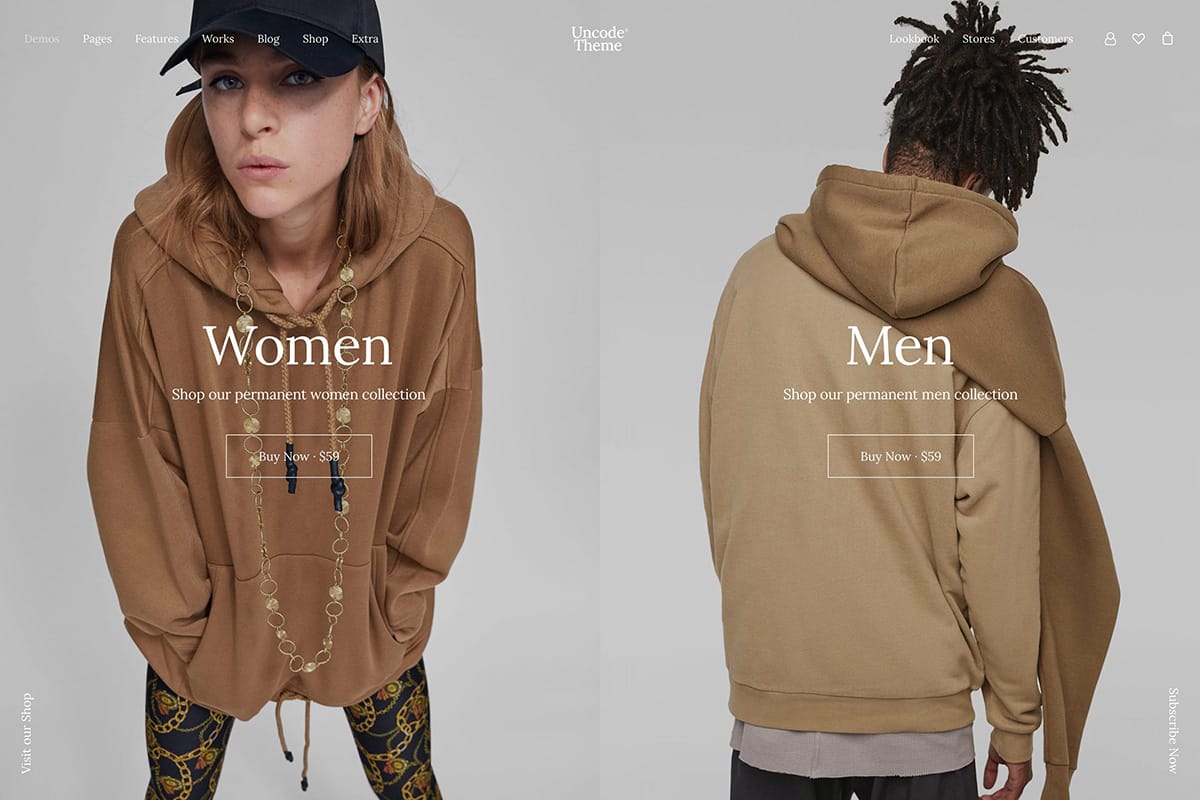 Demos Pages Features Works Blog Shop Extra
Uncode®
Theme
Lookbook Stores Customers
Women
Shop our permanent women collection
Buy Now · $59
Men
Shop our permanent men collection
Buy Now · $59
Visit our Shop
Subscribe Now